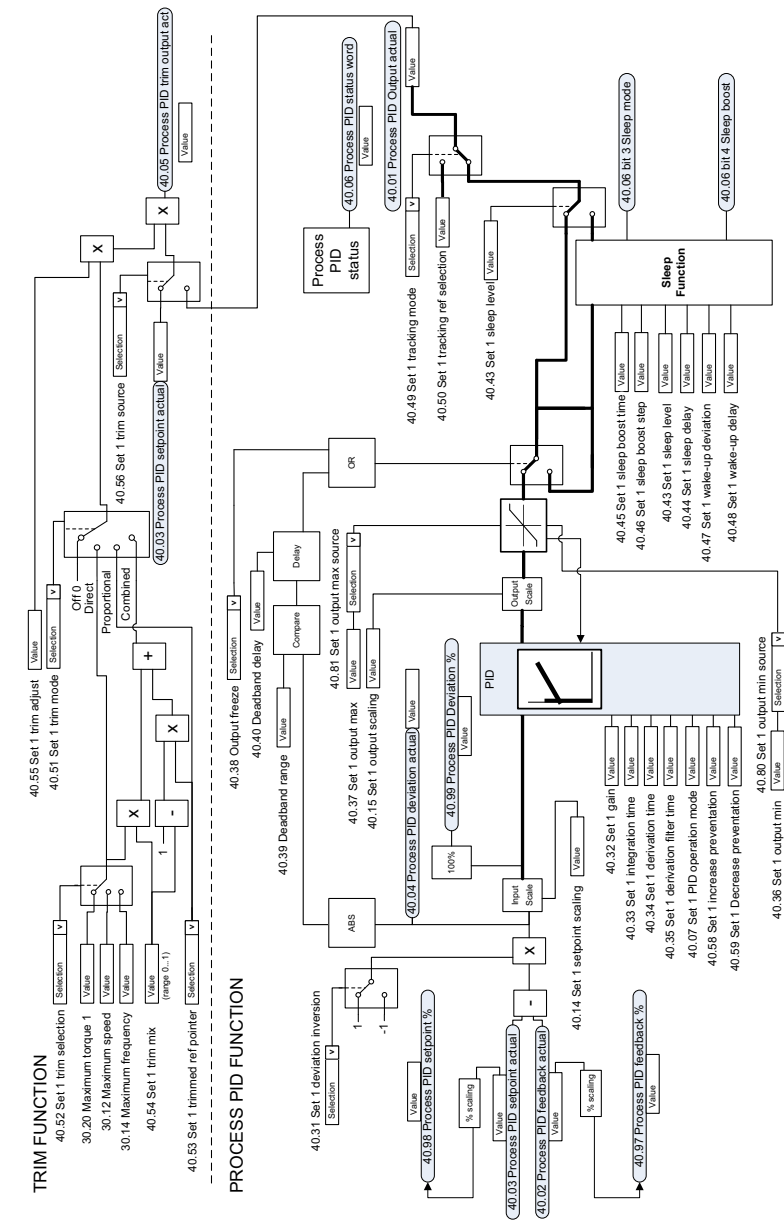 TRIM FUNCTION
40.52 Set 1 trim selection
Selection
v
30.20 Maximum torque 1
Value
30.12 Maximum speed
Value
30.14 Maximum frequency
Value
40.54 Set 1 trim mix
Value
(range 0...1)
40.53 Set 1 trimmed ref pointer
Selection
v
1
-
X
X
+
40.55 Set 1 trim adjust
Value
40.51 Set 1 trim mode
Selection
v
Off 0
Direct
Proportional
Combined
40.56 Set 1 trim source
Selection
v
40.03 Process PID setpoint actual
Value
X
X
40.05 Process PID trim output act
Value
PROCESS PID FUNCTION
40.31 Set 1 deviation inversion
Selection
v
1
-1
40.98 Process PID setpoint %
Value
% scaling
40.03 Process PID setpoint actual
Value
40.02 Process PID feedback actual
Value
% scaling
40.97 Process PID feedback %
Value
-
X
40.14 Set 1 setpoint scaling
Value
Input
Scale
ABS
40.04 Process PID deviation actual
Value
100%
40.99 Process PID Deviation %
Value
40.39 Deadband range
Value
Compare
40.40 Deadband delay
Value
Delay
40.38 Output freeze
Selection
v
OR
40.37 Set 1 output max
Value
40.81 Set 1 output max source
Selection
v
40.15 Set 1 output scaling
Value
PID
Output
Scale
40.32 Set 1 gain
Value
40.33 Set 1 integration time
Value
40.34 Set 1 derivation time
Value
40.35 Set 1 derivation filter time
Value
40.07 Set 1 PID operation mode
Value
40.58 Set 1 increase preventation
Value
40.59 Set 1 Decrease preventation
Value
40.36 Set 1 output min
Value
40.80 Set 1 output min source
Selection
v
Process
PID
status
40.06 Process PID status word
Value
40.01 Process PID Output actual
Value
40.49 Set 1 tracking mode
Selection
v
40.50 Set 1 tracking ref selection
Value
40.43 Set 1 sleep level
Value
40.45 Set 1 sleep boost time
Value
40.46 Set 1 sleep boost step
Value
40.43 Set 1 sleep level
Value
40.44 Set 1 sleep delay
Value
40.47 Set 1 wake-up deviation
Value
40.48 Set 1 wake-up delay
Value
Sleep
Function
40.06 bit 3 Sleep mode
40.06 bit 4 Sleep boost